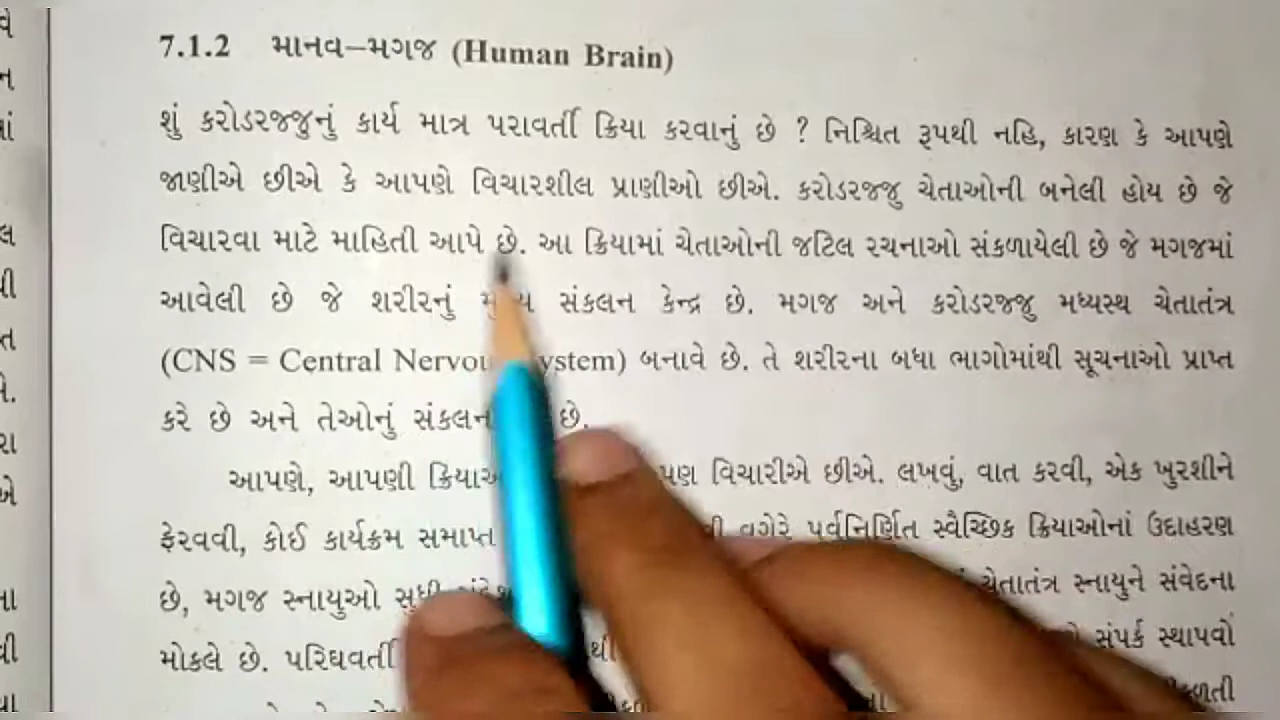 7.1.2 માનવ–મગજ (Human Brain)
શું કરોડરજ્જુનું કાર્ય માત્ર પરાવર્તી ક્રિયા કરવાનું છે ? નિશ્ચિત રૂપથી નહિ, કારણ કે આપણે
જાણીએ છીએ કે આપણે વિચારશીલ પ્રાણીઓ છીએ. કરોડરજ્જુ ચેતાઓની બનેલી હોય છે જે
વિચારવા માટે માહિતી આપે છે. આ ક્રિયામાં ચેતાઓની જટિલ રચનાઓ સંકળાયેલી છે જે મગજમાં
આવેલી છે જે શરીરનું સંકલન કેન્દ્ર છે. મગજ અને કરોડરજ્જુ મધ્યસ્થ ચેતાતંત્ર
(CNS = Central Nervous System) બનાવે છે. તે શરીરના બધા ભાગોમાંથી સૂચનાઓ પ્રાપ્ત
કરે છે અને તેઓનું સંકલન છે.
આપણે, આપણી પણ વિચારીએ છીએ. લખવું, વાત કરવી, એક ખુરશીને
ફેરવવી, કોઈ કાર્યક્રમ સમાપ્ત વગેરે પૂર્વનિર્ણિત સ્વૈચ્છિક ક્રિયાઓનાં ઉદાહરણ
છે, મગજ સ્નાયુઓ સુધી ચેતાતંત્ર સ્નાયુને સંવેદના
મોકલે છે. પરિઘવર્તી સંપર્ક સ્થાપવો